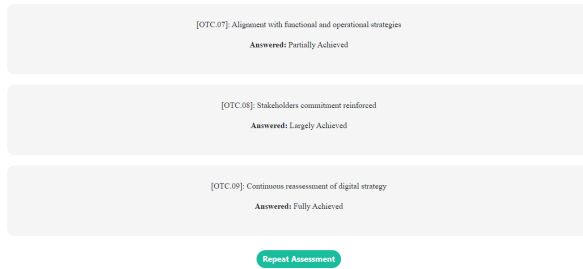 [OTC.07]: Alignment with functional and operational strategies
Answered: Partially Achieved
[OTC.08]: Stakeholders commitment reinforced
Answered: Largely Achieved
[OTC.09]: Continuous reassessment of digital strategy
Answered: Fully Achieved
Repeat Assessment